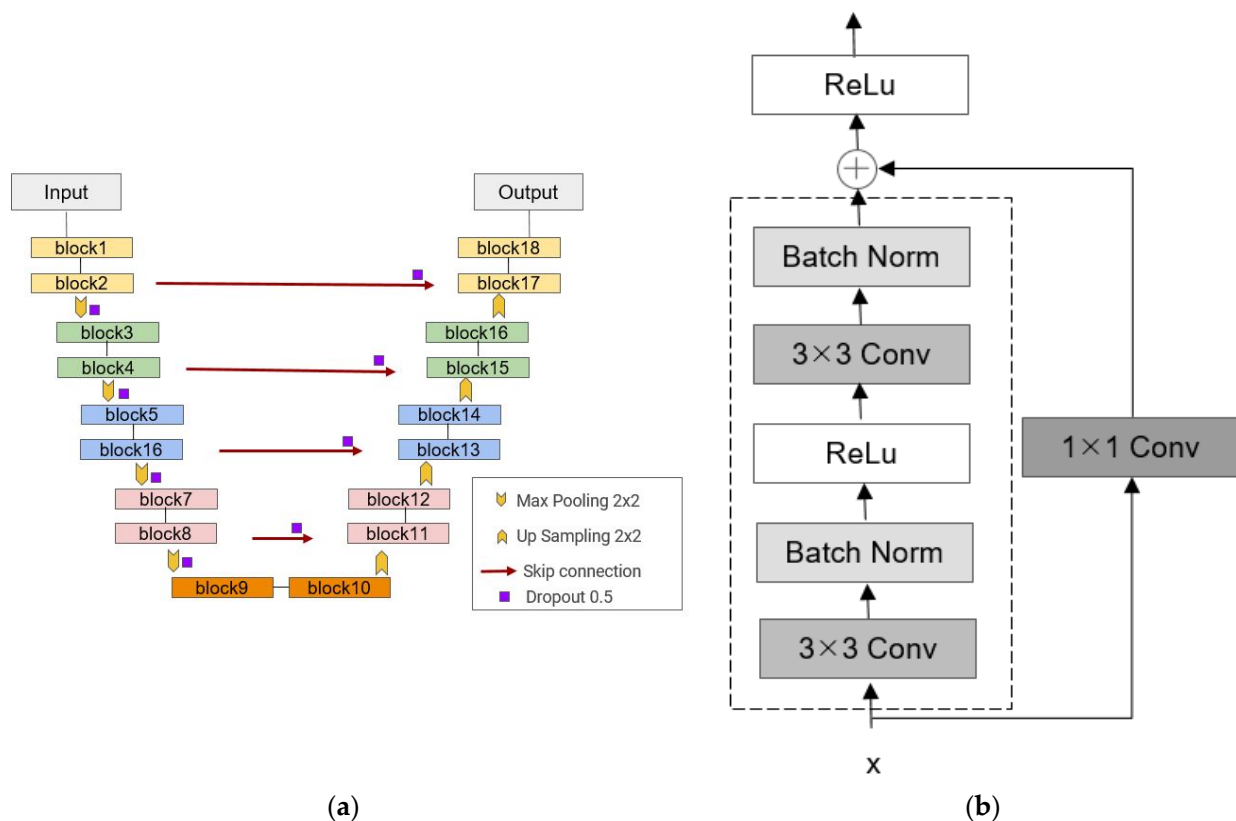 Input
block1
block2
block3
block4
block5
block16
block7
block8
block9
block10
block11
block12
block13
block14
block15
block16
block17
block18
Output
Max Pooling 2x2
Up Sampling 2x2
Skip connection
Dropout 0.5
(a)
ReLu
+
Batch Norm
3×3 Conv
ReLu
Batch Norm
3×3 Conv
1×1 Conv
x
(b)